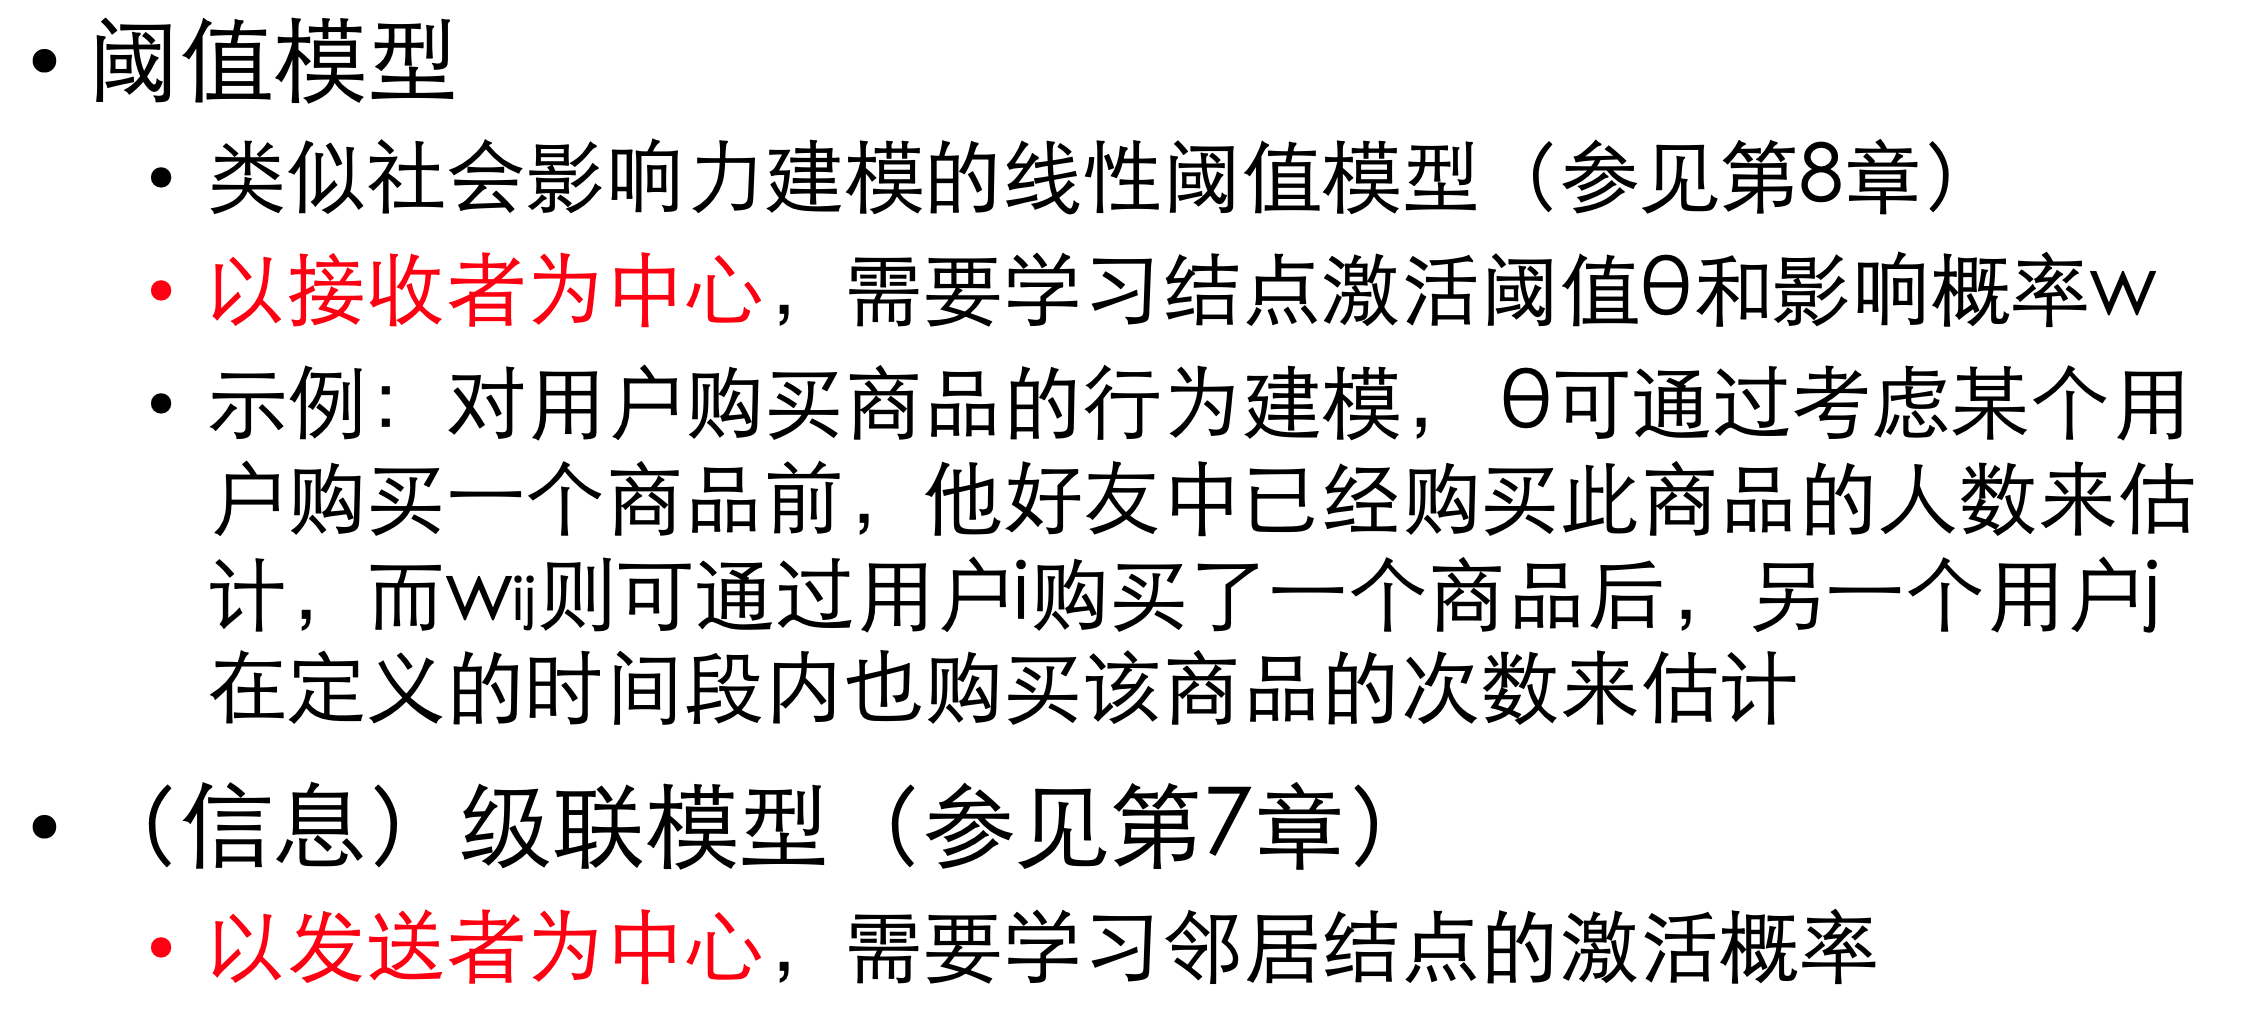 • 阈值模型
• 类似社会影响力建模的线性阈值模型（参见第8章）
• 以接收者为中心，需要学习结点激活阈值θ和影响概率w
• 示例：对用户购买商品的行为建模，θ可通过考虑某个用
户购买一个商品前，他好友中已经购买此商品的人数来估
计，而wij则可通过用户i购买了一个商品后，另一个用户j
在定义的时间段内也购买该商品的次数来估计
• （信息）级联模型（参见第7章）
• 以发送者为中心，需要学习邻居结点的激活概率